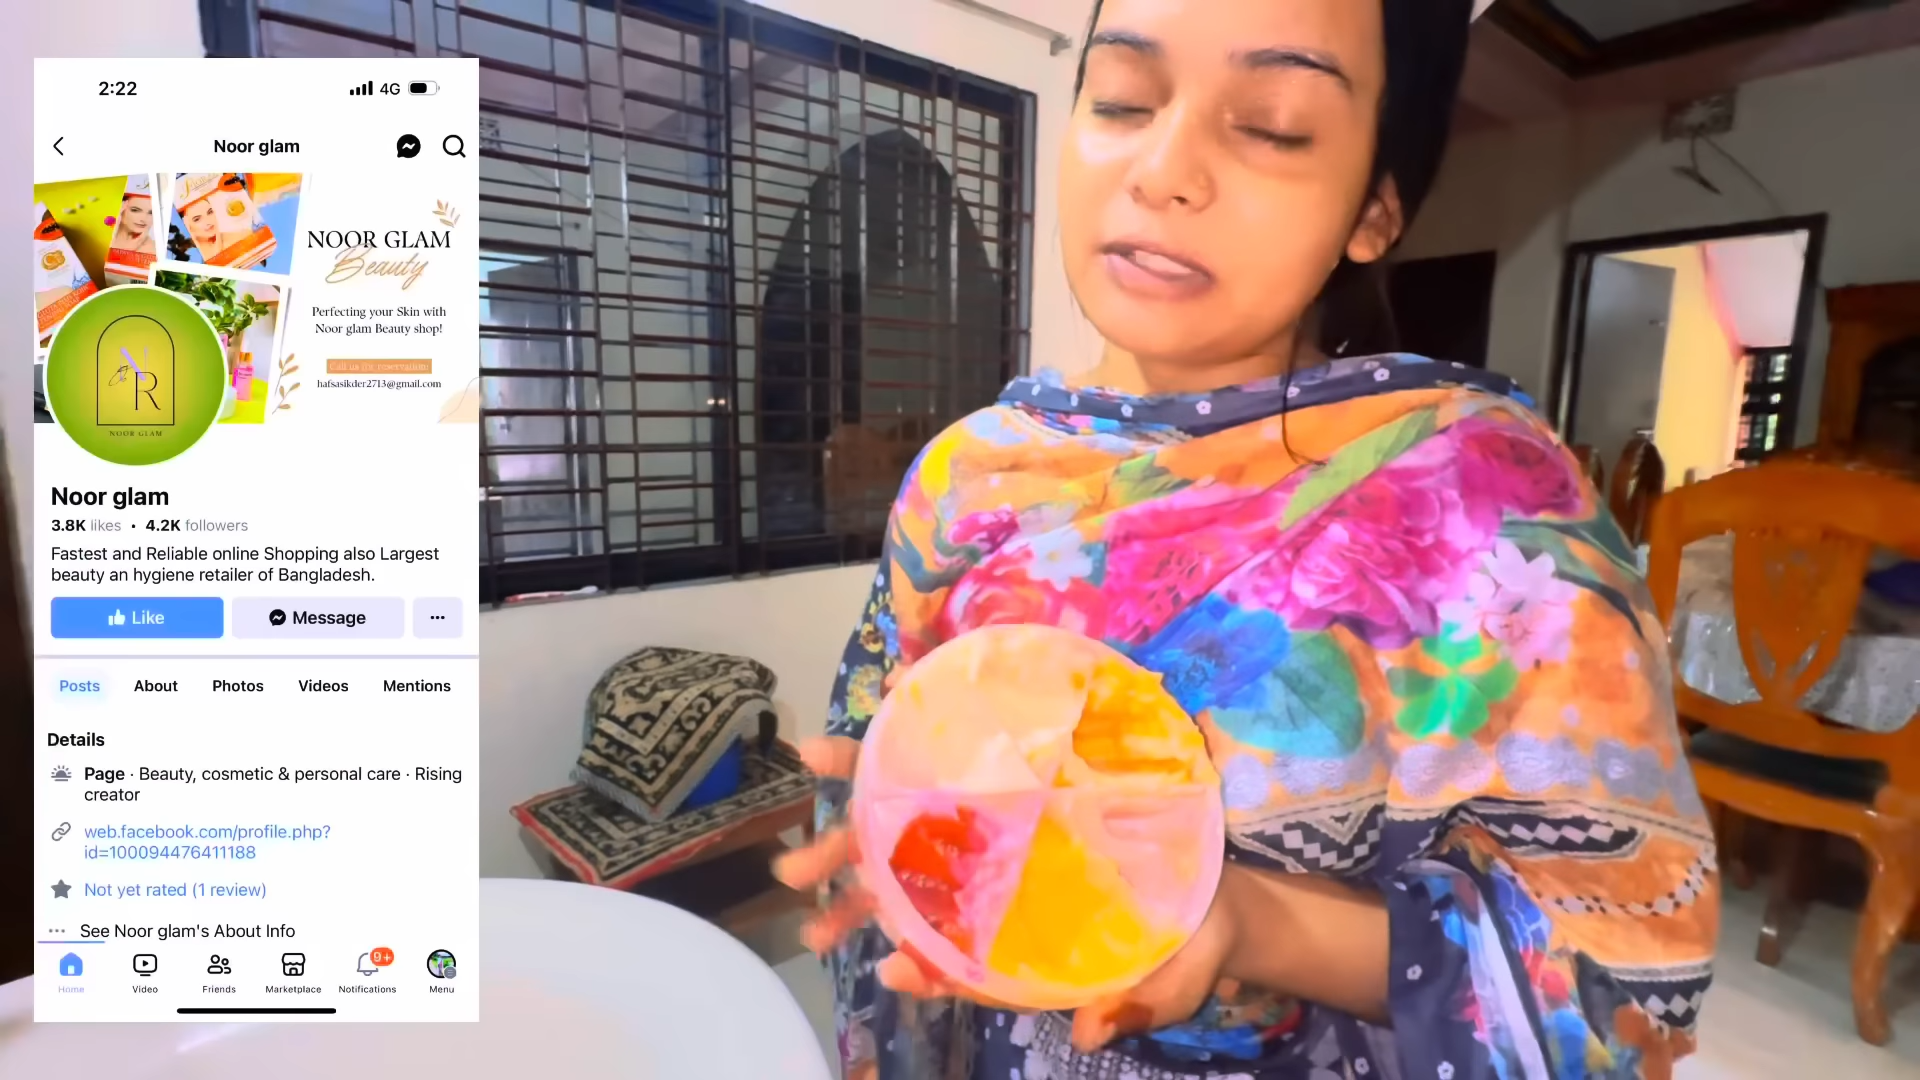 2:22
4G
Noor glam
NOOR GLAM
Beauty
Perfecting your Skin with
Noor glam Beauty shop!
hafsasikder2713@gmail.com
R
NOOR GLAM
Noor glam
3.8K likes • 4.2K followers
Fastest and Reliable online Shopping also Largest
beauty an hygiene retailer of Bangladesh.
Like
Message
Posts
About
Photos
Videos
Mentions
Details
Page · Beauty, cosmetic & personal care · Rising
creator
web.facebook.com/profile.php?
id=100094476411188
Not yet rated (1 review)
See Noor glam's About Info
9+
Home
Video
Friends
Marketplace
Notifications
Menu